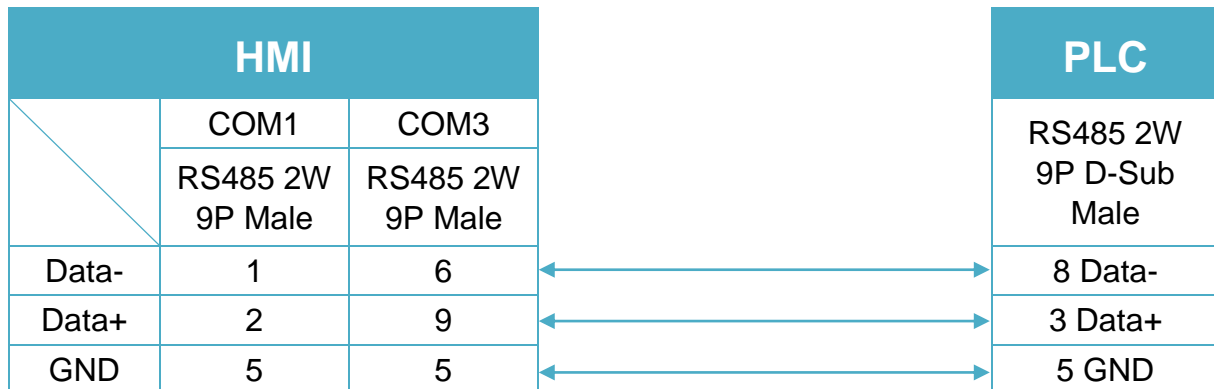 HMI
PLC
COM1 COM3
RS485 2W
9P Male
RS485 2W
9P Male
RS485 2W
9P D-Sub
Male
Data- 1 6 8 Data-
Data+ 2 9 3 Data+
GND 5 5 5 GND